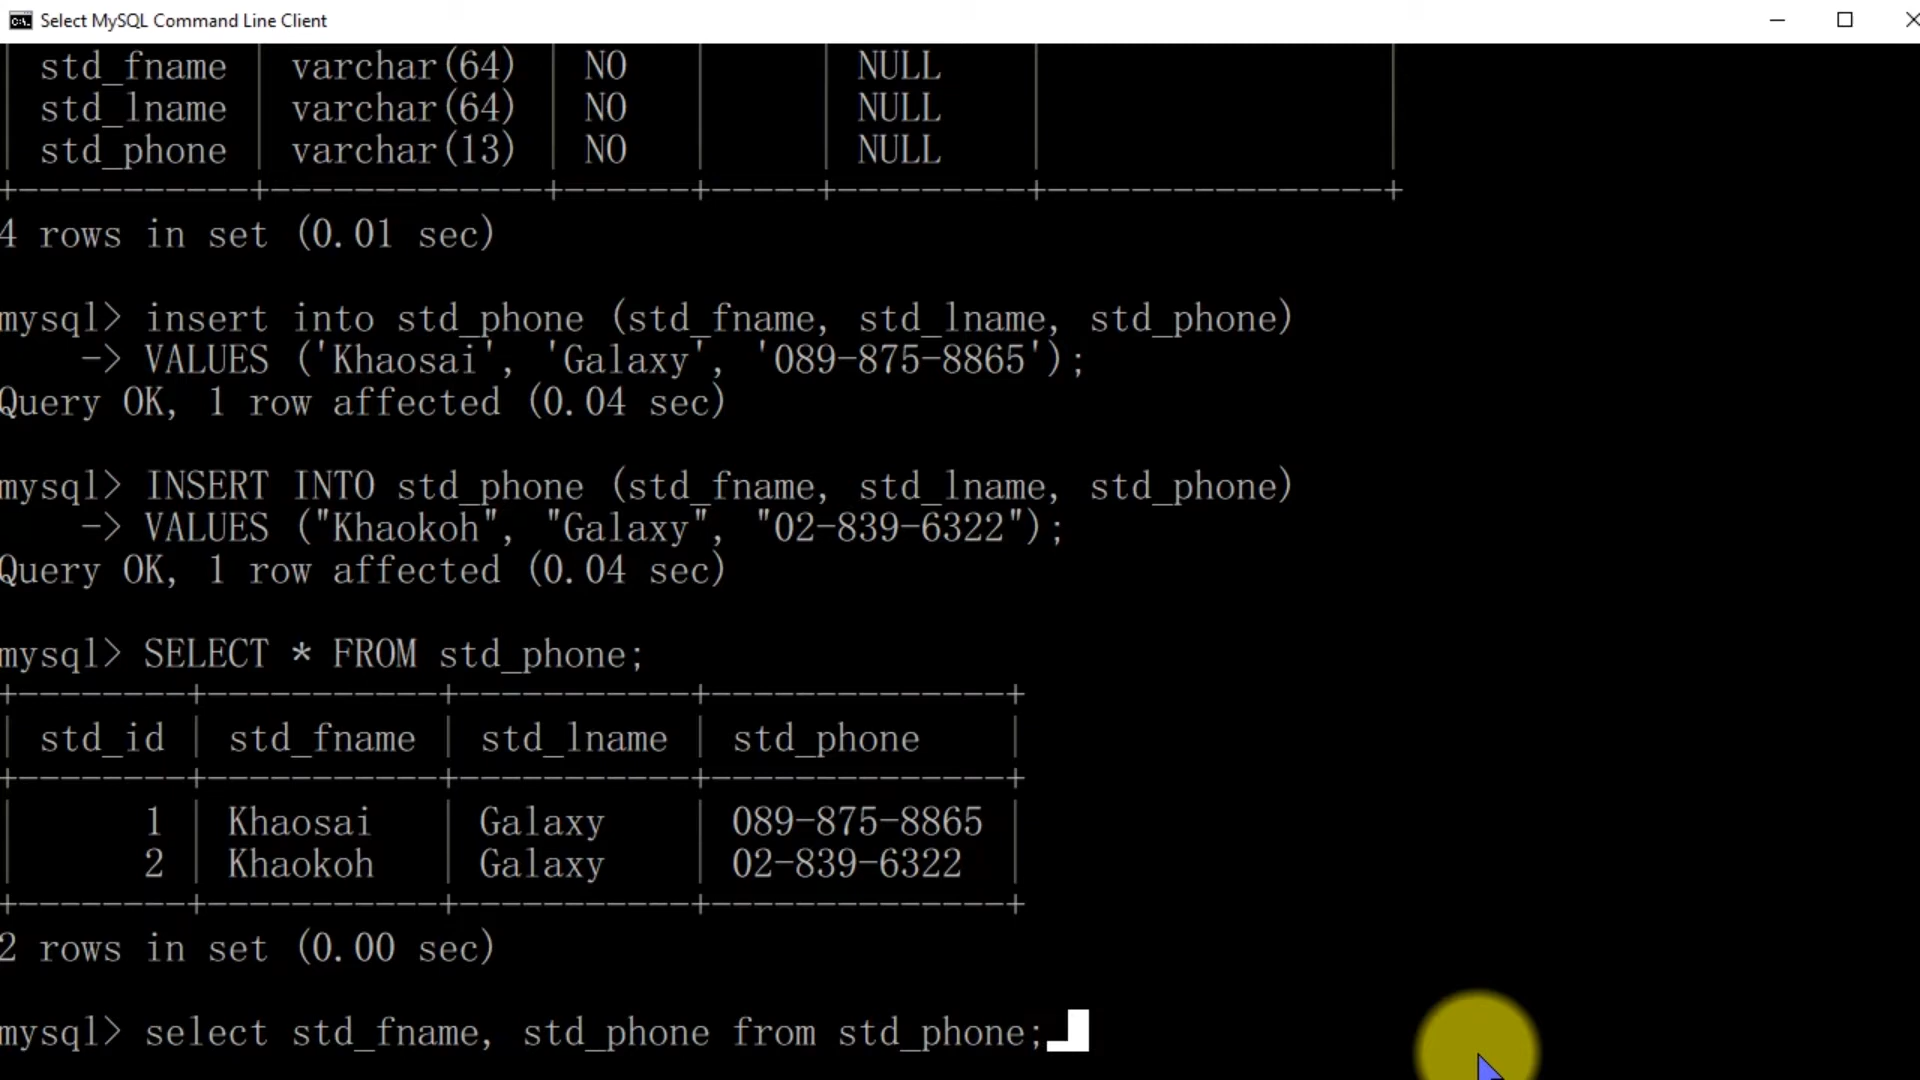 Select MySQL Command Line Client
| std_fname | varchar(64) | NO | | NULL | |
| std_lname | varchar(64) | NO | | NULL | |
| std_phone | varchar(13) | NO | | NULL | |
+-----------+-------------+------+-----+---------+----------------+
4 rows in set (0.01 sec)
mysql> insert into std_phone (std_fname, std_lname, std_phone)
-> VALUES ('Khaosai', 'Galaxy', '089-875-8865');
Query OK, 1 row affected (0.04 sec)
mysql> INSERT INTO std_phone (std_fname, std_lname, std_phone)
-> VALUES ("Khaokoh", "Galaxy", "02-839-6322");
Query OK, 1 row affected (0.04 sec)
mysql> SELECT * FROM std_phone;
+--------+-----------+-----------+--------------+
| std_id | std_fname | std_lname | std_phone |
+--------+-----------+-----------+--------------+
| 1 | Khaosai | Galaxy | 089-875-8865 |
| 2 | Khaokoh | Galaxy | 02-839-6322 |
+--------+-----------+-----------+--------------+
2 rows in set (0.00 sec)
mysql> select std_fname, std_phone from std_phone;